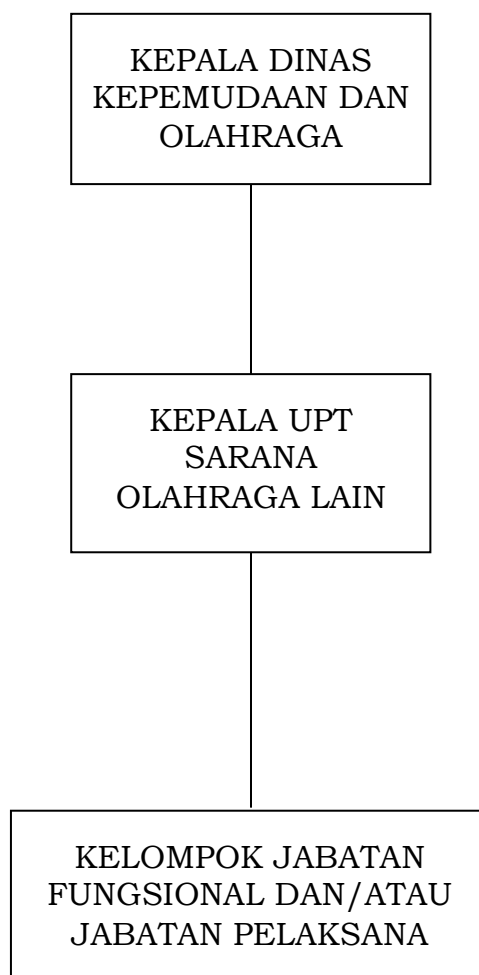 KEPALA DINAS
KEPEMUDAAN DAN
OLAHRAGA
KEPALA UPT
SARANA
OLAHRAGA LAIN
KELOMPOK JABATAN
FUNGSIONAL DAN/ATAU
JABATAN PELAKSANA